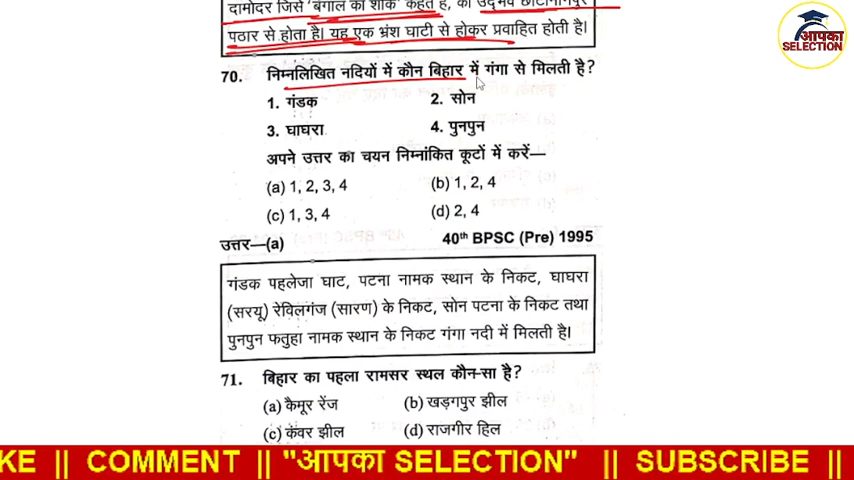 दामोदर जिसे 'बंगाल का शोक' कहते हैं, का उद्भव छोटानागपुर
पठार से होता है। यह एक भ्रंश घाटी से होकर प्रवाहित होती है।
आपका
SELECTION
70. निम्नलिखित नदियों में कौन बिहार में गंगा से मिलती है?
1. गंडक 2. सोन
3. घाघरा 4. पुनपुन
अपने उत्तर का चयन निम्नांकित कूटों में करें—
(a) 1, 2, 3, 4 (b) 1, 2, 4
(c) 1, 3, 4 (d) 2, 4
उत्तर—(a) 40th BPSC (Pre) 1995
गंडक पहलेजा घाट, पटना नामक स्थान के निकट, घाघरा
(सरयू) रेविलगंज (सारण) के निकट, सोन पटना के निकट तथा
पुनपुन फतुहा नामक स्थान के निकट गंगा नदी में मिलती है।
71. बिहार का पहला रामसर स्थल कौन-सा है?
(a) कैमूर रेंज (b) खड़गपुर झील
(c) कंवर झील (d) राजगीर हिल
KE || COMMENT || "आपका SELECTION" || SUBSCRIBE ||